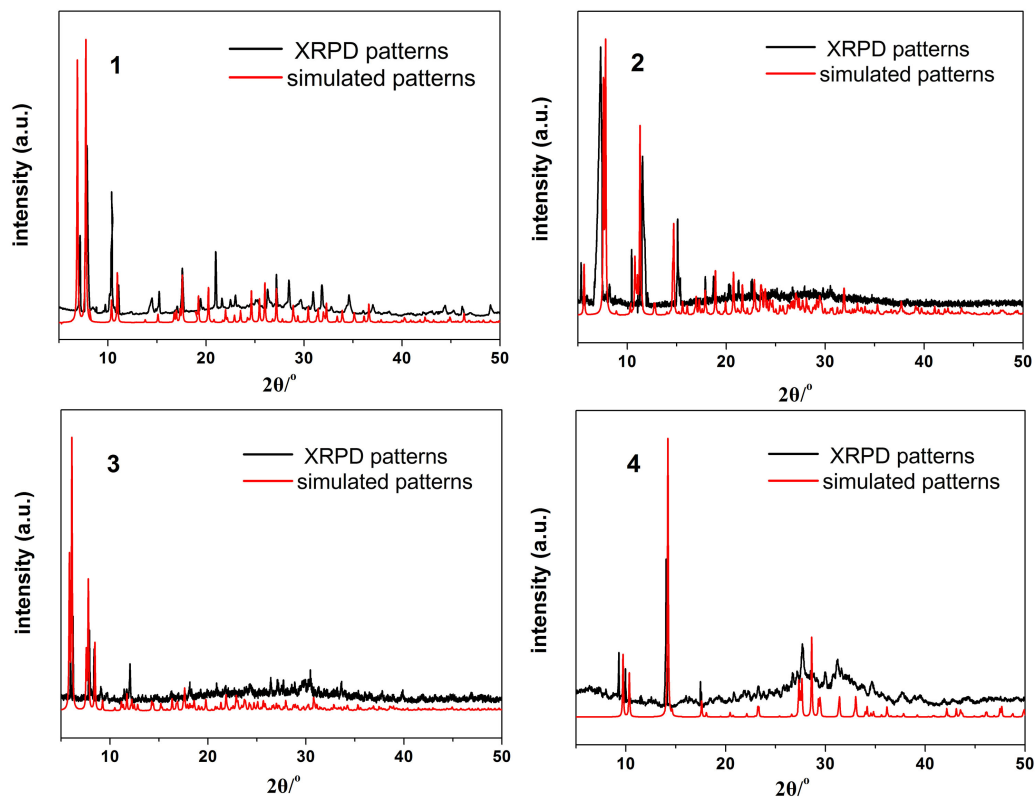 1
XRPD patterns
simulated patterns
intensity (a.u.)
10 20 30 40 50
2θ/°
2
XRPD patterns
simulated patterns
intensity (a.u.)
10 20 30 40 50
2θ/°
3
XRPD patterns
simulated patterns
intensity (a.u.)
10 20 30 40 50
2θ/°
4
XRPD patterns
simulated patterns
intensity (a.u.)
10 20 30 40 50
2θ/°